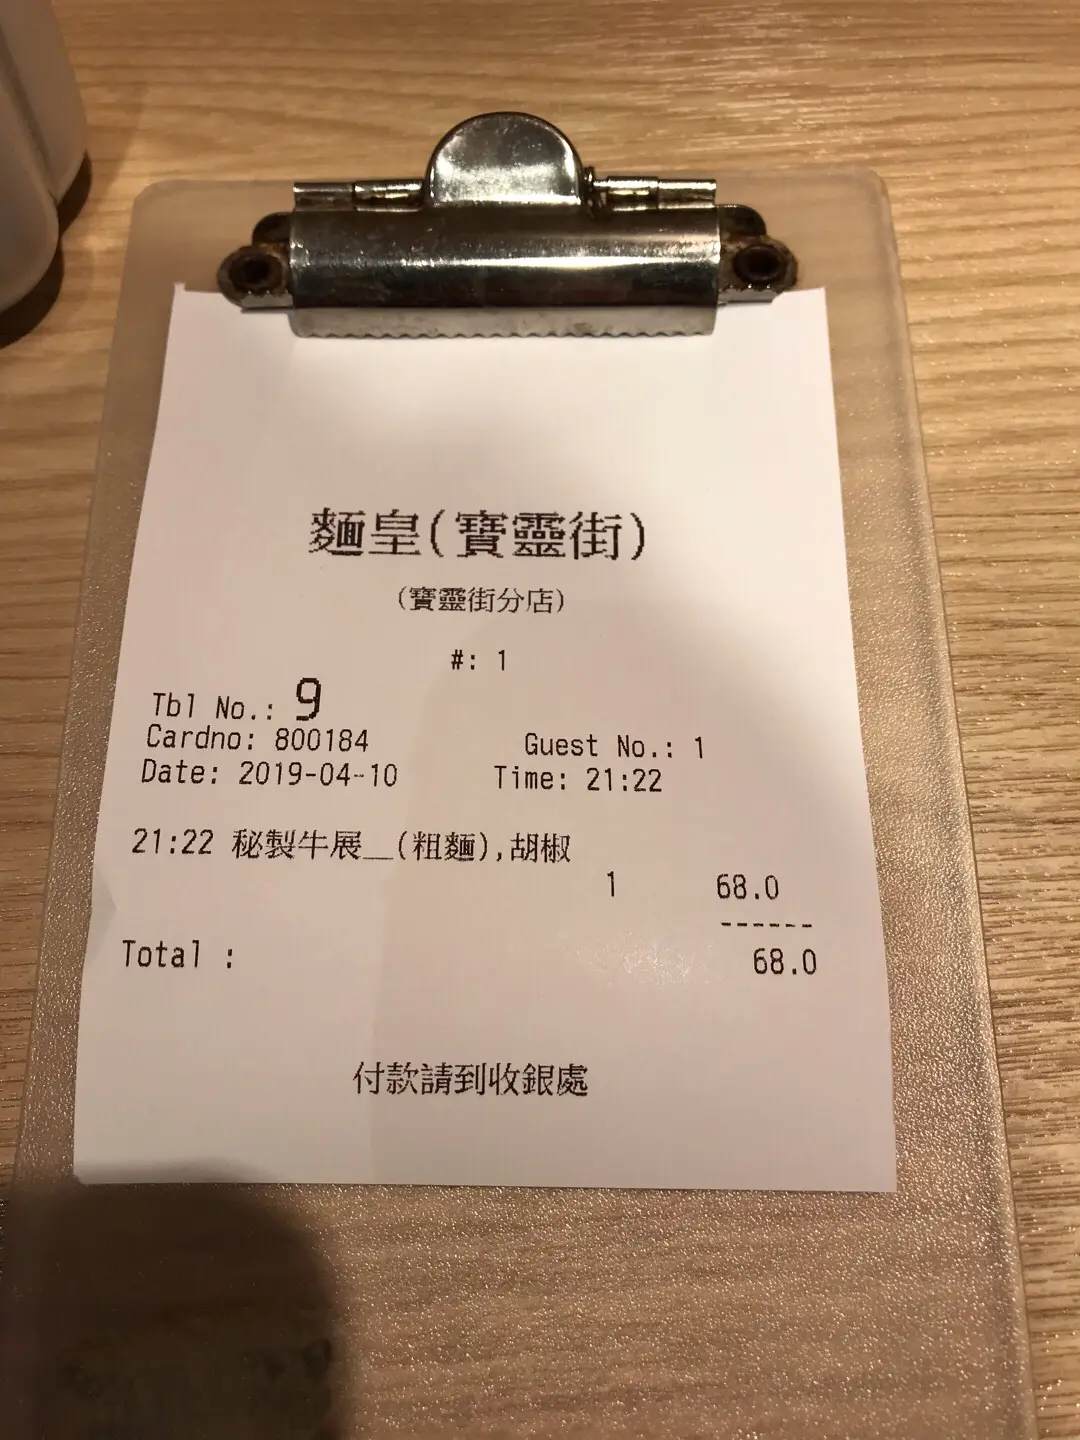 麵皇(寶靈街)
(寶靈街分店)
#: 1
Tbl No.: 9
Cardno: 800184 Guest No.: 1
Date: 2019-04-10 Time: 21:22
21:22 秘製牛展__(粗麵),胡椒
1 68.0
------
Total : 68.0
付款請到收銀處